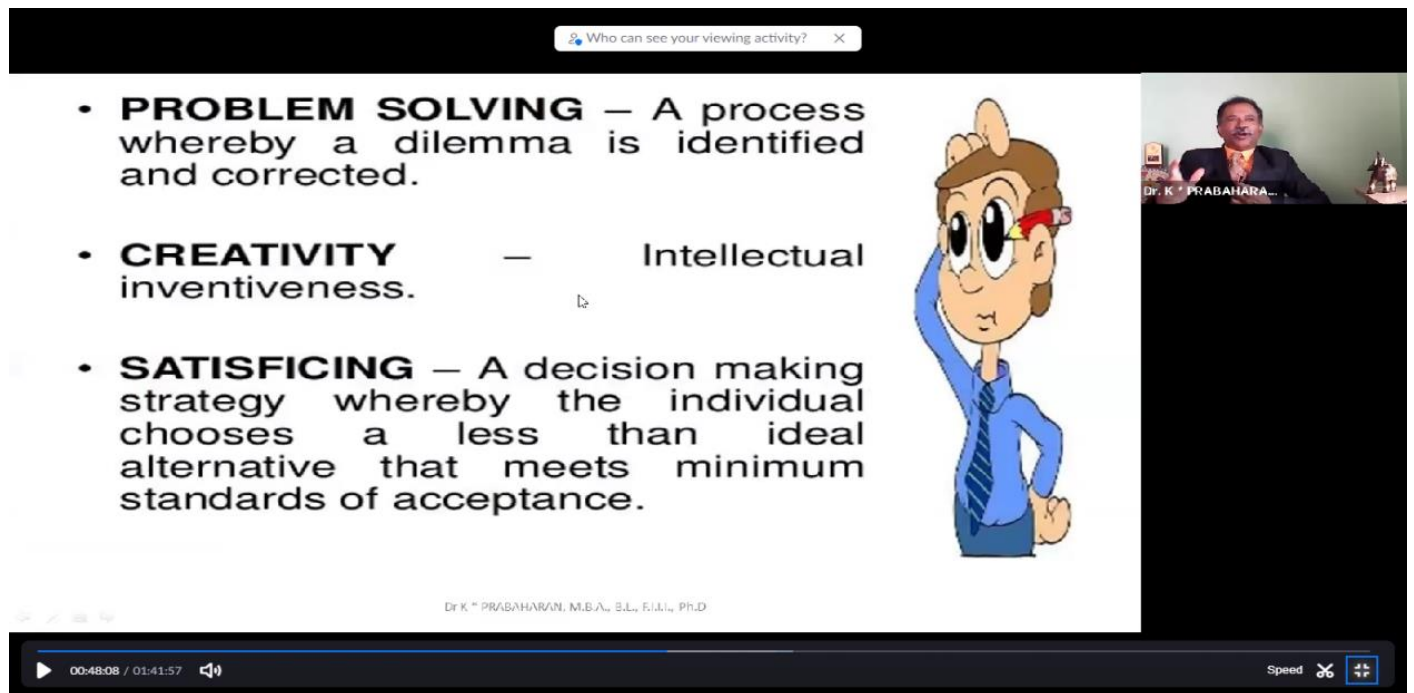 Who can see your viewing activity? ×
• PROBLEM SOLVING – A process
whereby a dilemma is identified
and corrected.
• CREATIVITY – Intellectual
inventiveness.
• SATISFICING – A decision making
strategy whereby the individual
chooses a less than ideal
alternative that meets minimum
standards of acceptance.
Dr. K * PRABAHARA...
Dr K * PRABAHARAN, M.B.A., B.L., F.I.I.I., Ph.D
00:48:08 / 01:41:57
Speed